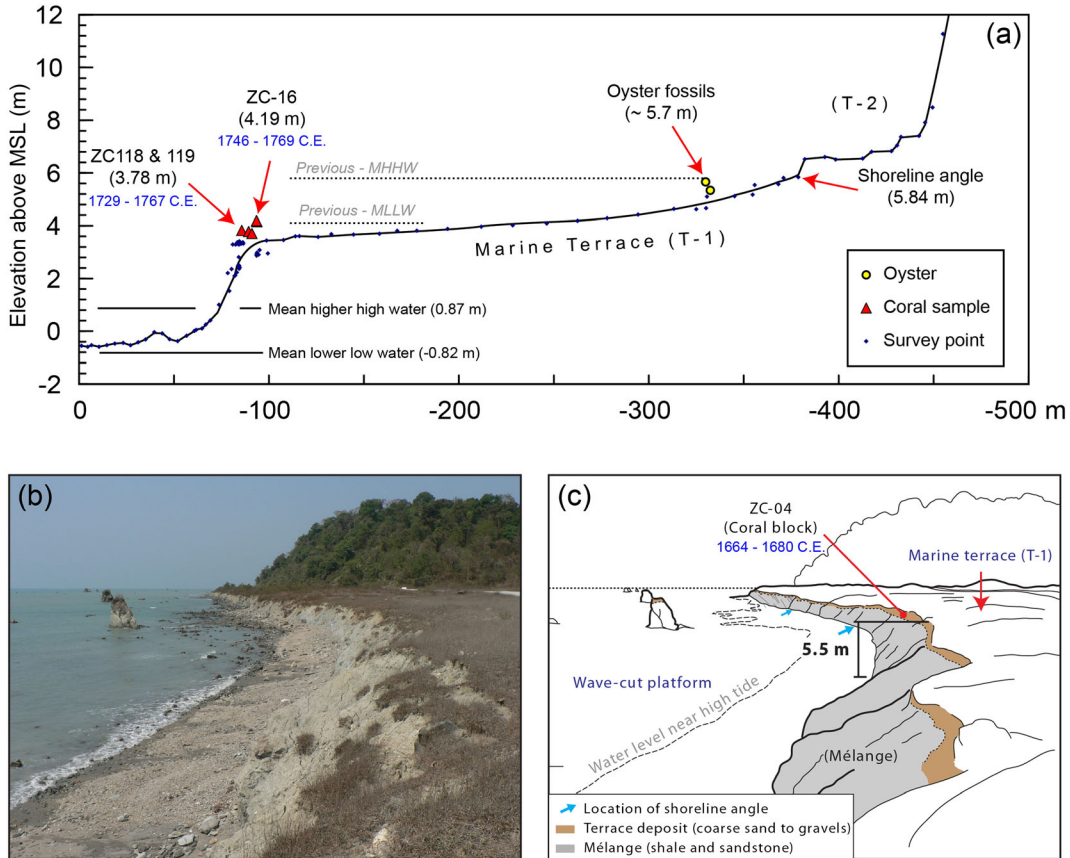 (a)
Elevation above MSL (m)
12
10
8
6
4
2
0
-2
0
-100
-200
-300
-400
-500 m
ZC-16
(4.19 m)
1746 - 1769 C.E.
ZC118 & 119
(3.78 m)
1729 - 1767 C.E.
Previous - MHHW
Previous - MLLW
Oyster fossils
(~ 5.7 m)
(T-2)
Shoreline angle
(5.84 m)
Marine Terrace (T-1)
Mean higher high water (0.87 m)
Mean lower low water (-0.82 m)
Oyster
Coral sample
Survey point
(b)
(c)
ZC-04
(Coral block)
1664 - 1680 C.E.
Marine terrace (T-1)
5.5 m
Wave-cut platform
Water level near high tide
(Mélange)
Location of shoreline angle
Terrace deposit (coarse sand to gravels)
Mélange (shale and sandstone)